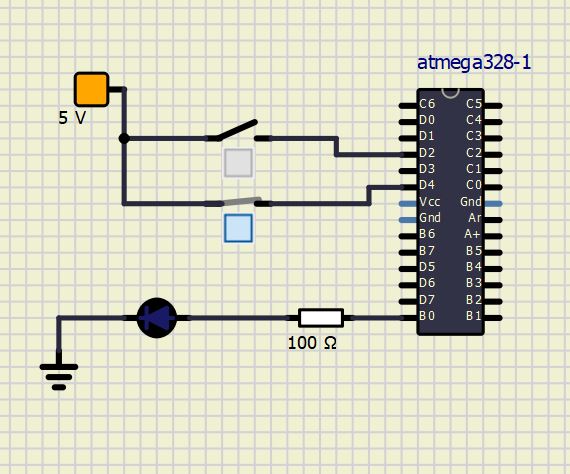 atmega328-1
5 V
C6 C5
D0 C4
D1 C3
D2 C2
D3 C1
D4 C0
Vcc Gnd
Gnd Ar
B6 A+
B7 B5
D5 B4
D6 B3
D7 B2
B0 B1
100 Ω